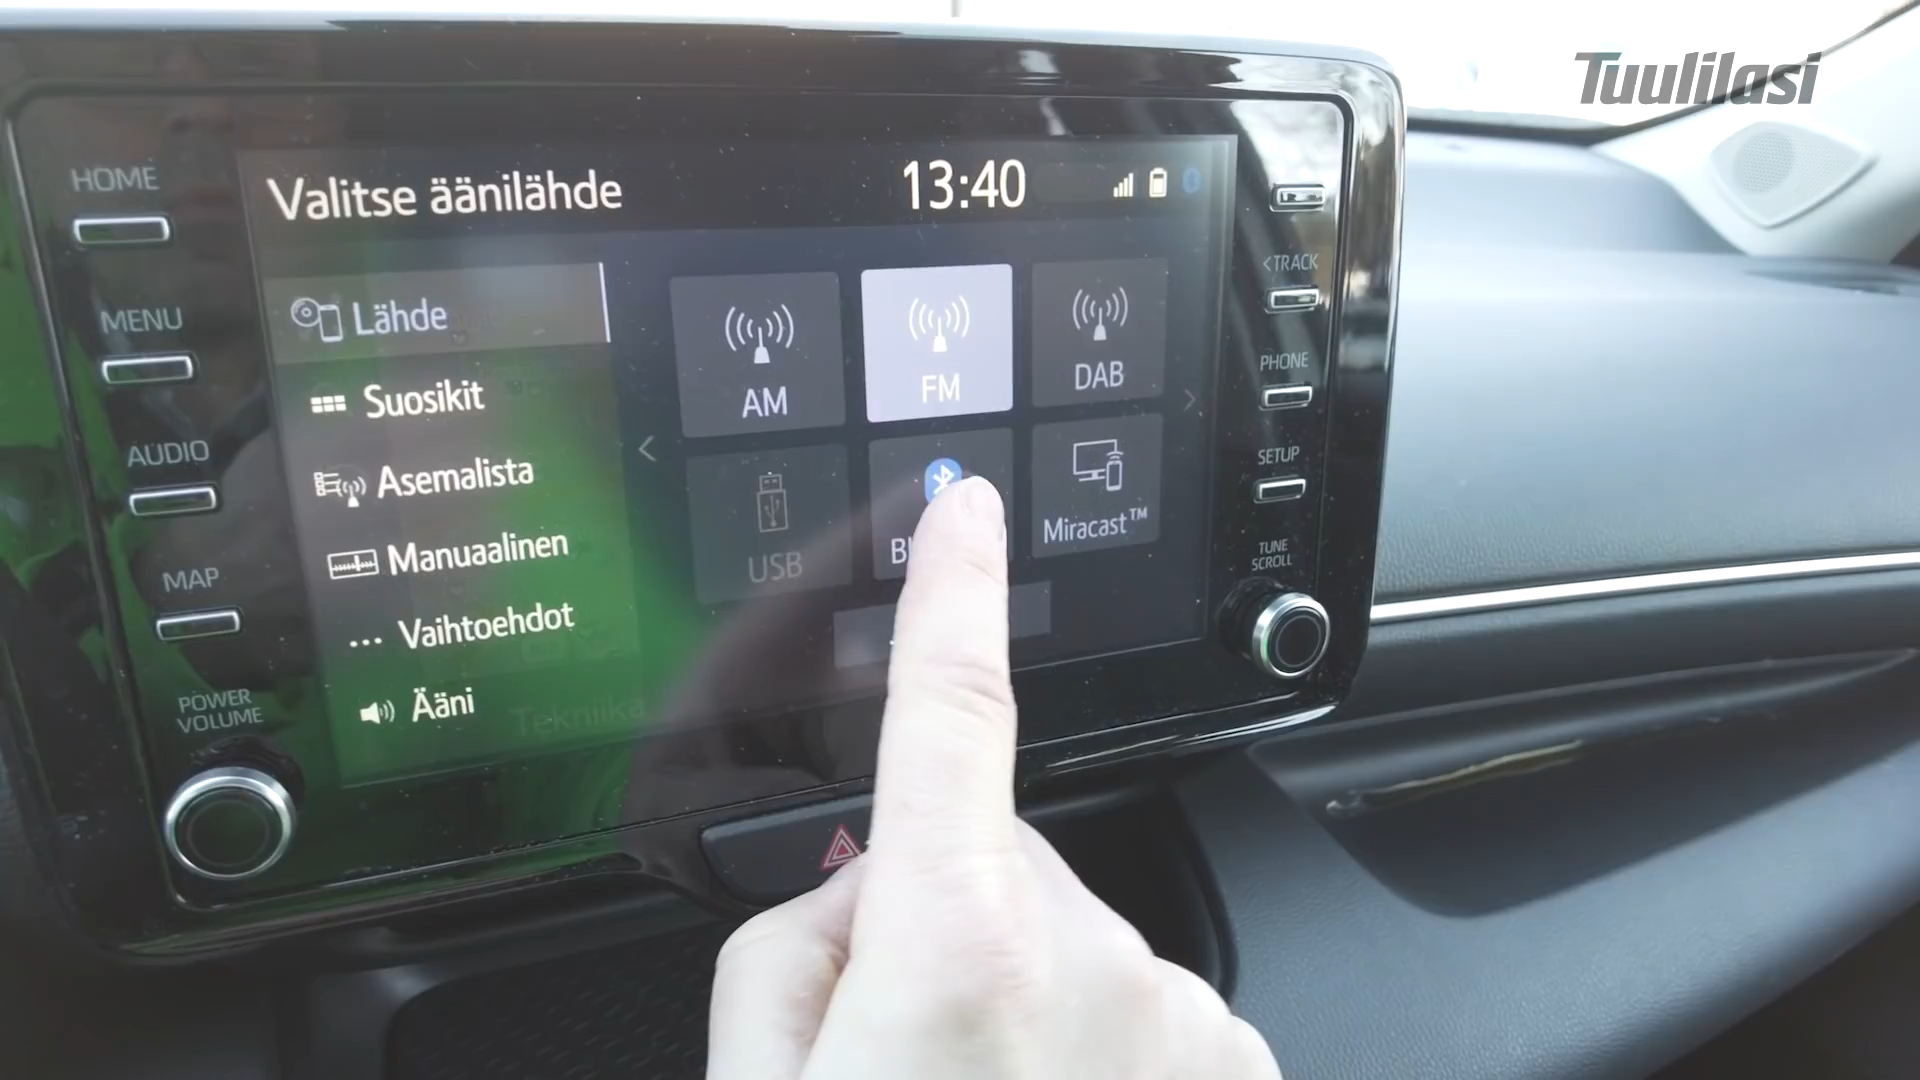 Tuulilasi
HOME
MENU
AUDIO
MAP
POWER
VOLUME
Valitse äänilähde
13:40
Lähde
Suosikit
Asemalista
Manuaalinen
... Vaihtoehdot
Ääni
Tekniikka
AM
FM
DAB
USB
Miracast™
<TRACK
PHONE
SETUP
TUNE
SCROLL